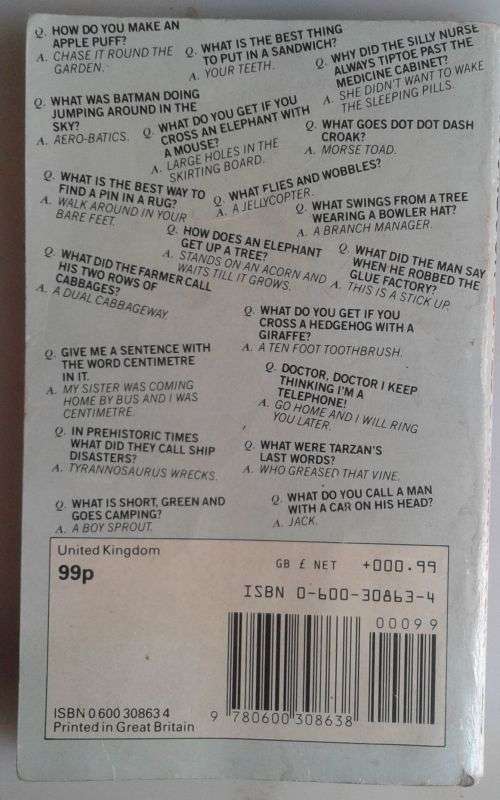 Q. HOW DO YOU MAKE AN
APPLE PUFF?
A. CHASE IT ROUND THE
GARDEN.
Q. WHAT IS THE BEST THING
TO PUT IN A SANDWICH?
A. YOUR TEETH.
Q. WHY DID THE SILLY NURSE
ALWAYS TIPTOE PAST THE
MEDICINE CABINET?
A. SHE DIDN'T WANT TO WAKE
THE SLEEPING PILLS.
Q. WHAT WAS BATMAN DOING
JUMPING AROUND IN THE
SKY?
A. AERO-BATICS.
Q. WHAT DO YOU GET IF YOU
CROSS AN ELEPHANT WITH
A MOUSE?
A. LARGE HOLES IN THE
SKIRTING BOARD.
Q. WHAT GOES DOT DOT DASH
CROAK?
A. MORSE TOAD.
Q. WHAT IS THE BEST WAY TO
FIND A PIN IN A RUG?
A. WALK AROUND IN YOUR
BARE FEET.
Q. WHAT FLIES AND WOBBLES?
A. A JELLYCOPTER.
Q. WHAT SWINGS FROM A TREE
WEARING A BOWLER HAT?
A. A BRANCH MANAGER.
Q. HOW DOES AN ELEPHANT
GET UP A TREE?
A. STANDS ON AN ACORN AND
WAITS TILL IT GROWS.
Q. WHAT DID THE MAN SAY
WHEN HE ROBBED THE
GLUE FACTORY?
A. THIS IS A STICK UP
Q. WHAT DID THE FARMER CALL
HIS TWO ROWS OF
CABBAGES?
A. A DUAL CABBAGEWAY
Q. WHAT DO YOU GET IF YOU
CROSS A HEDGEHOG WITH A
GIRAFFE?
A. A TEN FOOT TOOTHBRUSH.
Q. GIVE ME A SENTENCE WITH
THE WORD CENTIMETRE
IN IT.
A. MY SISTER WAS COMING
HOME BY BUS AND I WAS
CENTIMETRE.
Q. DOCTOR, DOCTOR I KEEP
THINKING I'M A
TELEPHONE!
A. GO HOME AND I WILL RING
YOU LATER.
Q. IN PREHISTORIC TIMES
WHAT DID THEY CALL SHIP
DISASTERS?
A. TYRANNOSAURUS WRECKS.
Q. WHAT WERE TARZAN'S
LAST WORDS?
A. WHO GREASED THAT VINE.
Q. WHAT IS SHORT, GREEN AND
GOES CAMPING?
A. A BOY SPROUT.
Q. WHAT DO YOU CALL A MAN
WITH A CAR ON HIS HEAD?
A. JACK.
United Kingdom
99p
GB £ NET +000.99
ISBN 0-600-30863-4
00099
9 780600 308638
ISBN 0 600 30863 4
Printed in Great Britain